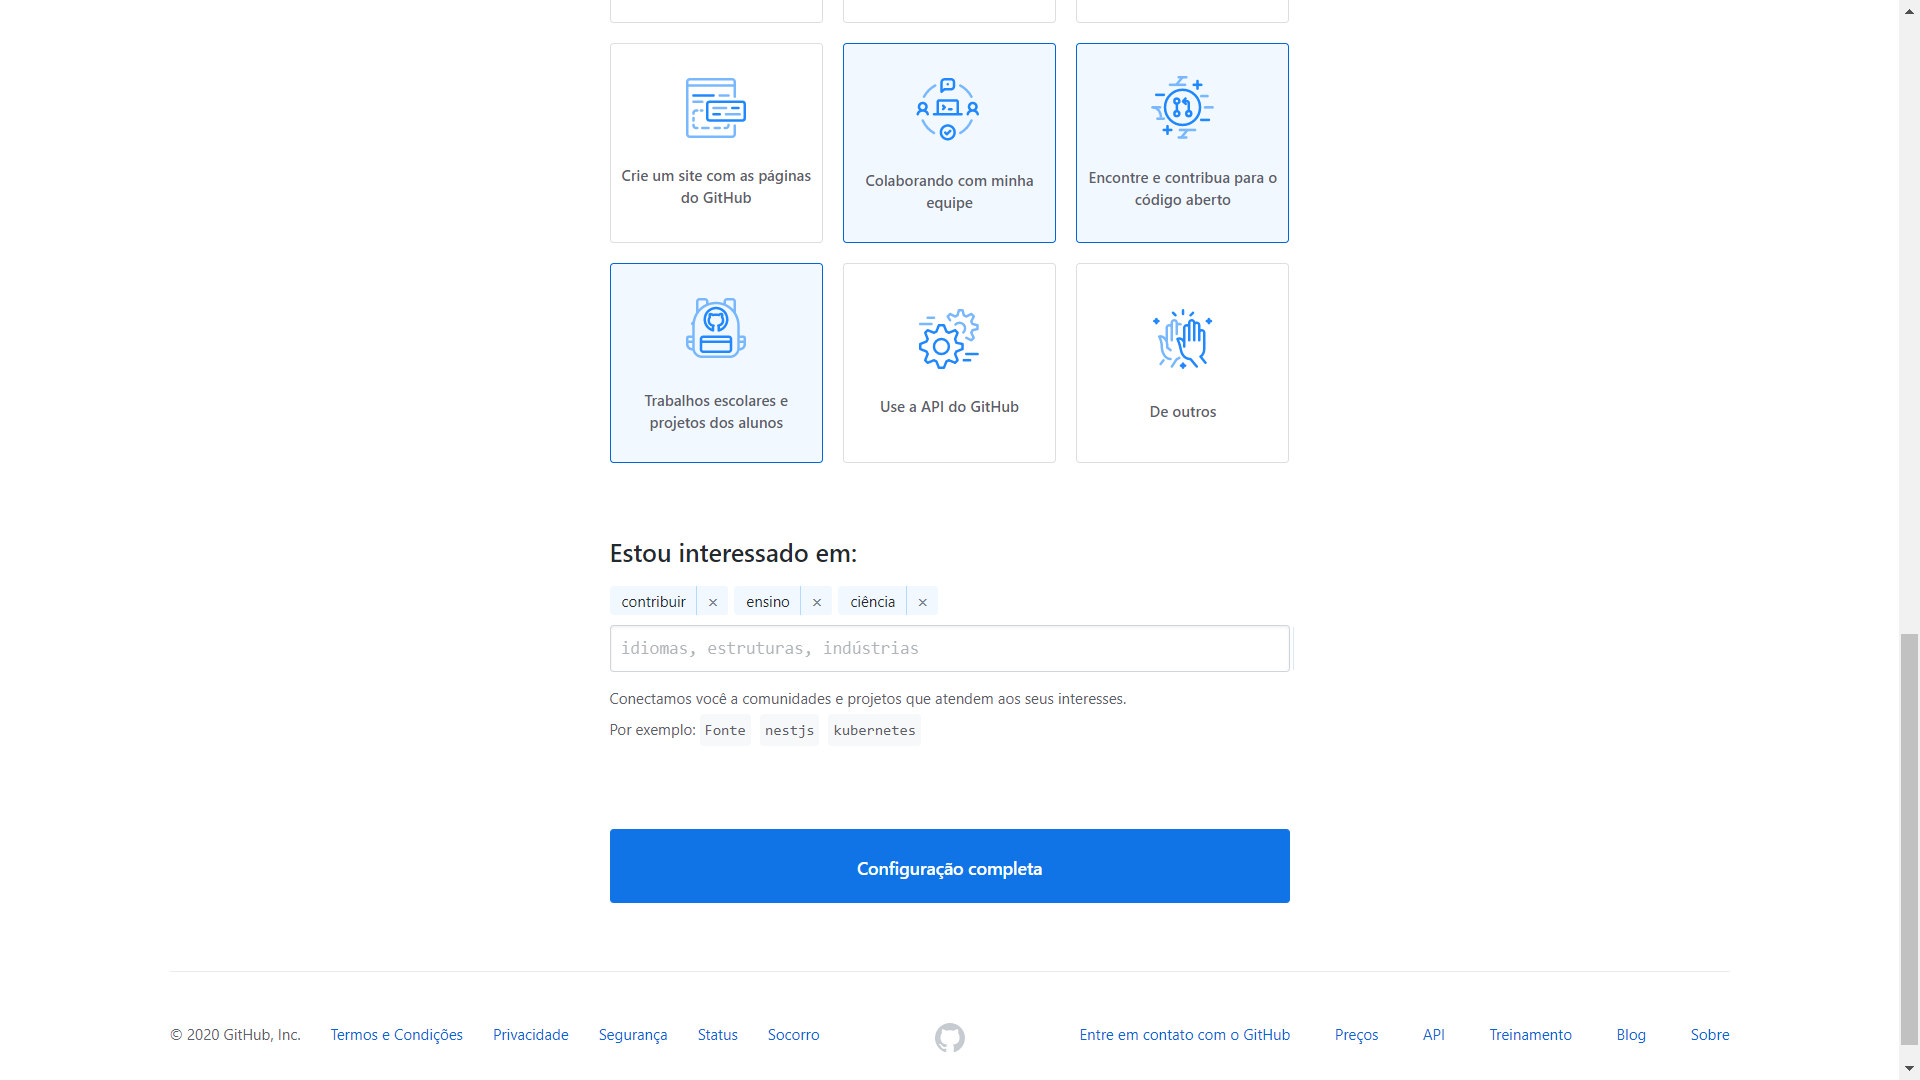 Crie um site com as páginas
do GitHub
Colaborando com minha
equipe
Encontre e contribua para o
código aberto
Trabalhos escolares e
projetos dos alunos
Use a API do GitHub
De outros
Estou interessado em:
contribuir × ensino × ciência ×
idiomas, estruturas, indústrias
Conectamos você a comunidades e projetos que atendem aos seus interesses.
Por exemplo: Fonte nestjs kubernetes
Configuração completa
© 2020 GitHub, Inc. Termos e Condições Privacidade Segurança Status Socorro Entre em contato com o GitHub Preços API Treinamento Blog Sobre